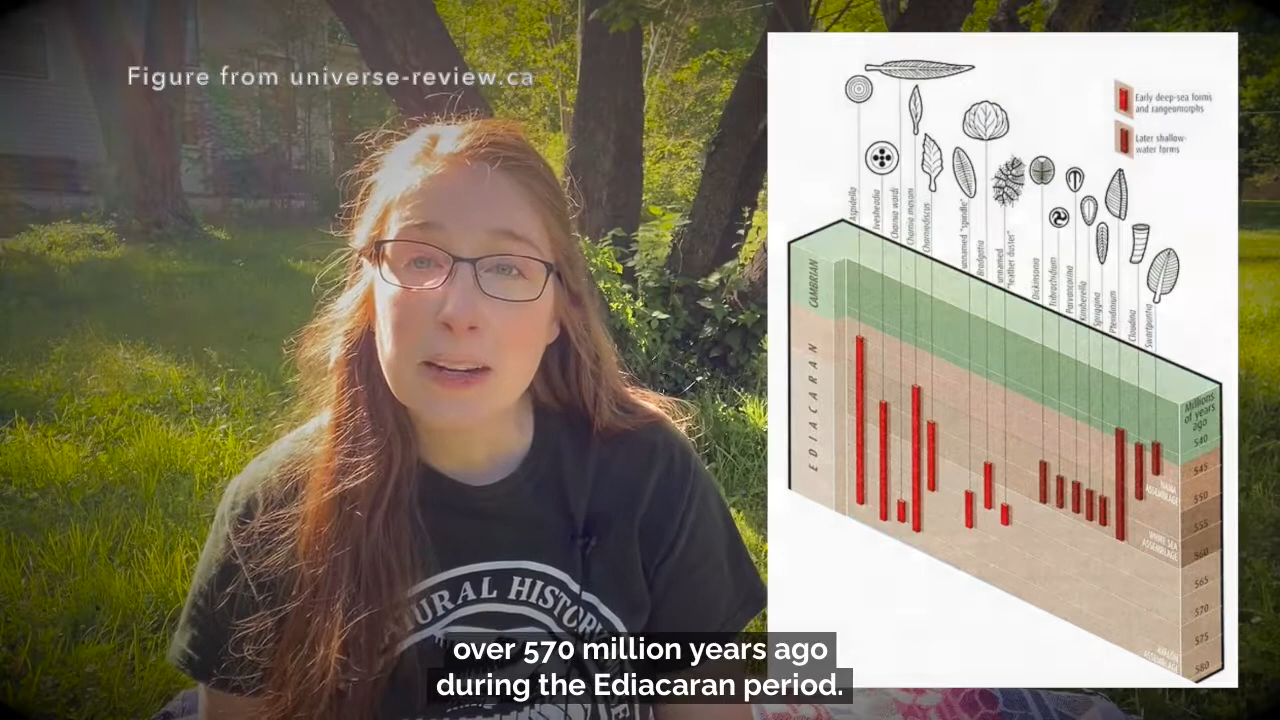 Figure from universe-review.ca
Early deep-sea forms
and rangeomorphs
Later shallow-
water forms
Aspidella
Ivesheadia
Charnia wardi
Charnia masoni
Charniodiscus
unnamed "spindle"
Bradgatia
unnamed
"feather duster"
Dickinsonia
Tribrachidium
Parvancorina
Kimberella
Spriggina
Pteridinium
Cloudina
Swartpuntia
CAMBRIAN
EDIACARAN
Millions
of years
ago
540
545
NAMA
ASSEMBLAGE
550
555
WHITE SEA
ASSEMBLAGE
560
565
570
575
AVALON
ASSEMBLAGE
580
NATURAL HISTORY
over 570 million years ago
during the Ediacaran period.